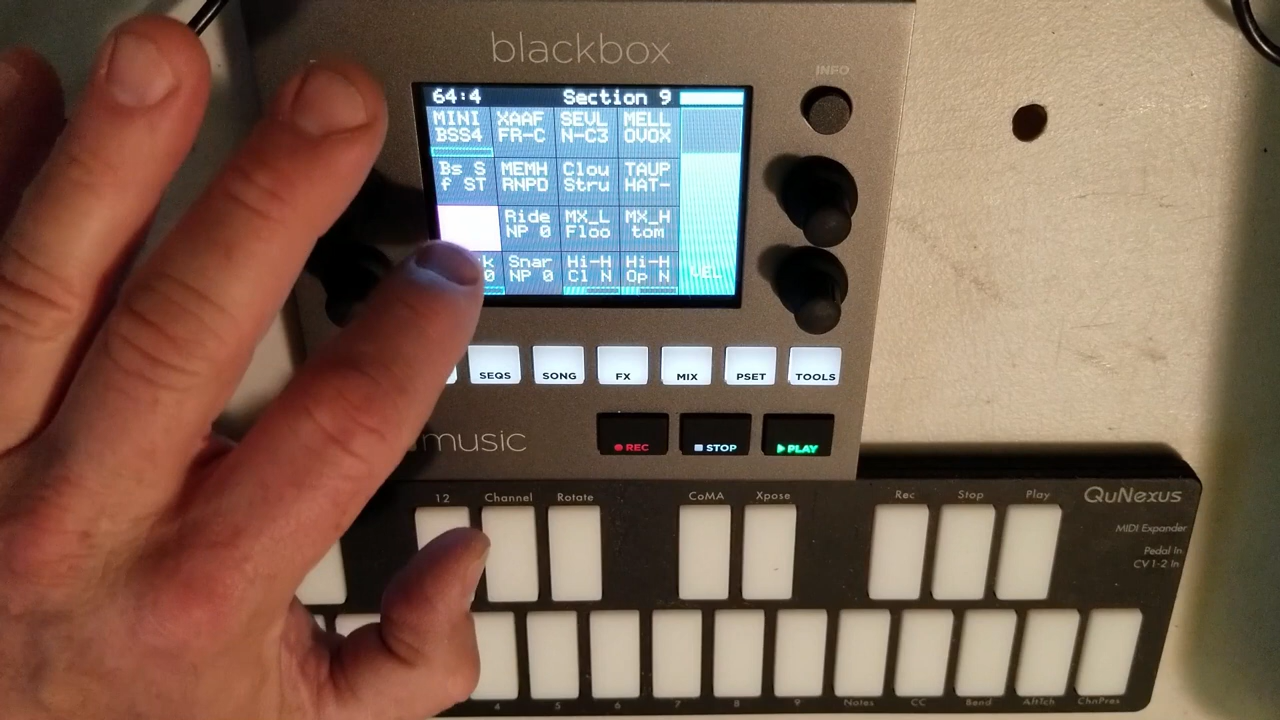 blackbox
INFO
64:4 Section 9
MINI XAAF SEVL MELL
BSS4 FR-C N-C3 OVOX
Bs S MEMH Clou TAUP
f ST RNPD Stru HAT-
Ride MX_L MX_H
NP 0 Floo tom
k Snar Hi-H Hi-H
0 NP 0 Cl N Op N
SEQS SONG FX MIX PSET TOOLS
music
REC STOP PLAY
12 Channel Rotate CoMA Xpose Rec Stop Play
QuNexus
MIDI Expander
Pedal In
CV 1-2 In
4 5 6 7 8 9 Notes CC Bend AftTch ChnPres